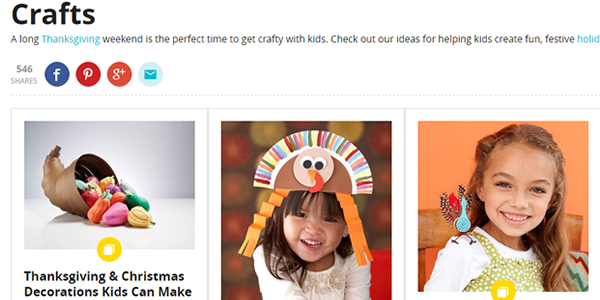 Crafts
A long Thanksgiving weekend is the perfect time to get crafty with kids. Check out our ideas for helping kids create fun, festive holid
546
SHARES
f
g+
Thanksgiving & Christmas
Decorations Kids Can Make